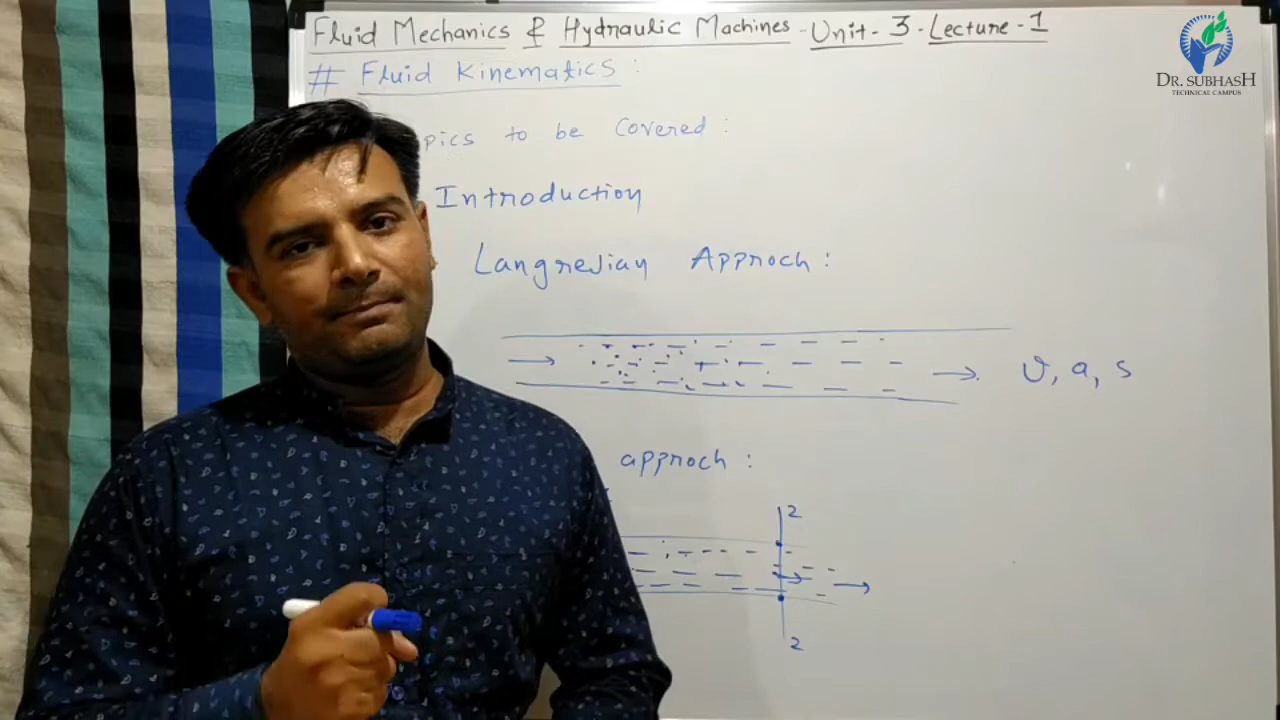 Fluid Mechanics & Hydraulic Machines - Unit - 3 - Lecture - 1
# Fluid Kinematics :
pics to be Covered :
Introduction
Langrejian Approch :
v, a, s
approch :
2
2
DR. SUBHASH
TECHNICAL CAMPUS